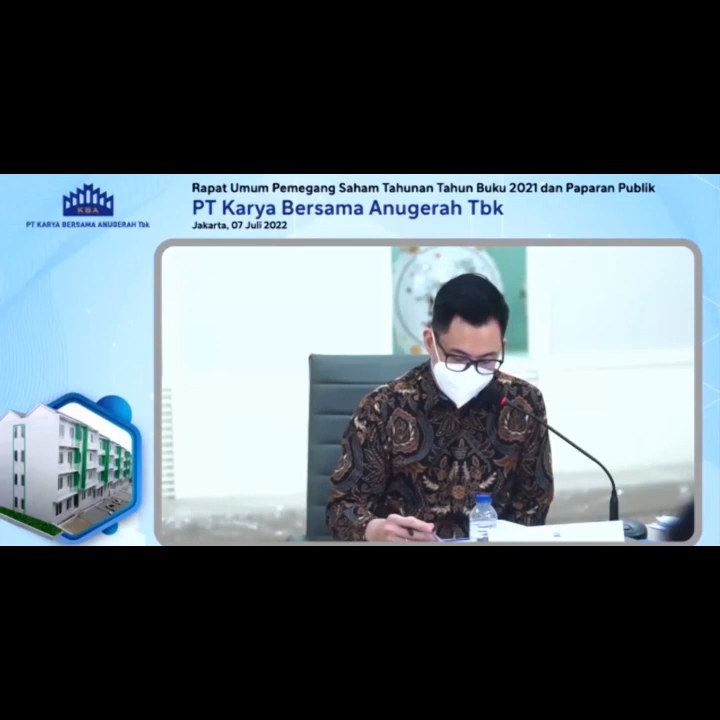 Rapat Umum Pemegang Saham Tahunan Tahun Buku 2021 dan Paparan Publik
PT Karya Bersama Anugerah Tbk
Jakarta, 07 Juli 2022
KBA
PT KARYA BERSAMA ANUGERAH Tbk